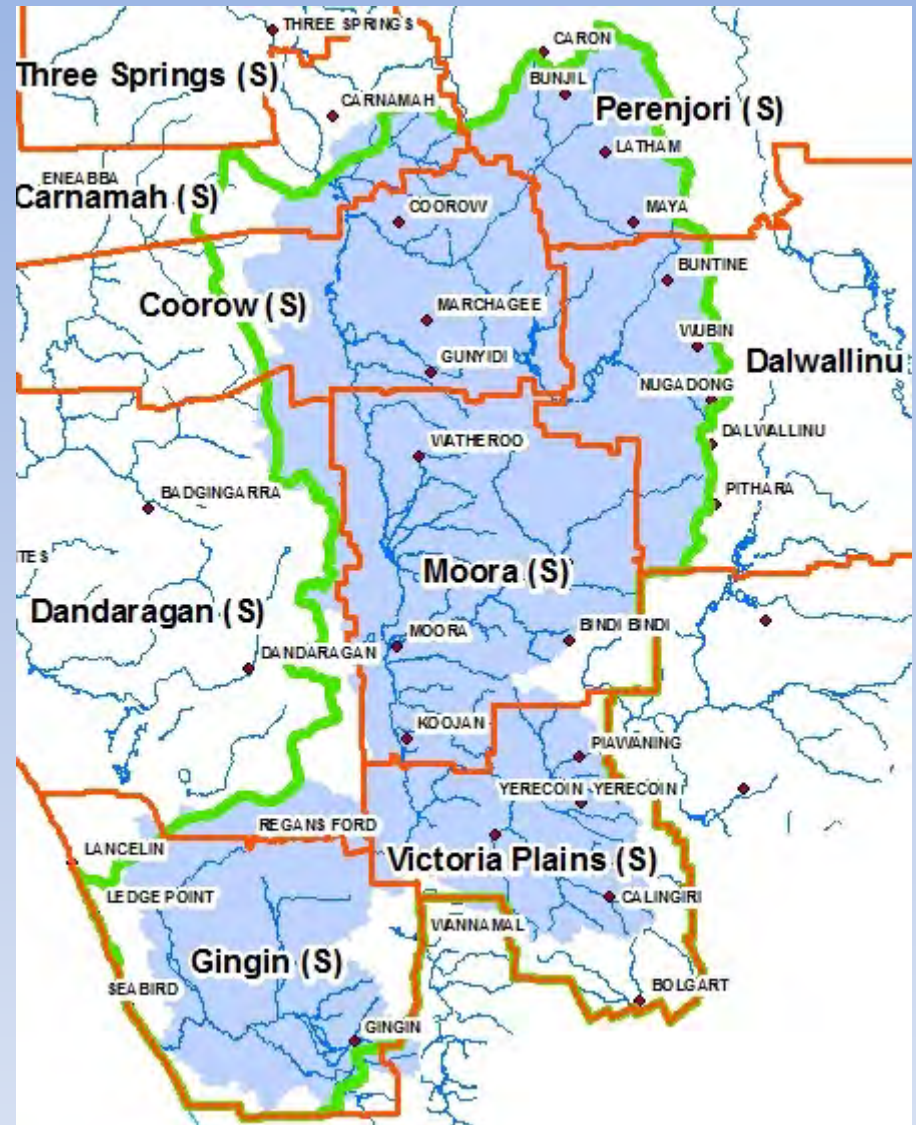 THREE SPRINGS
CARON
Three Springs (S)
BUNJIL
CARNAMAH
Perenjori (S)
LATHAM
ENEABBA
Carnamah (S)
COOROW
MAYA
BUNTINE
Coorow (S)
MARCHAGEE
WUBIN
GUNYIDI
Dalwallinu
NUGADONG
WATHEROO
DALWALLINU
BADGINGARRA
PITHARA
ITES
Moora (S)
Dandaragan (S)
MOORA
BINDI BINDI
DANDARAGAN
KOOJAN
PIAWANING
YERECOIN YERECOIN
REGANS FORD
LANCELIN
Victoria Plains (S)
LEDGE POINT
CALINGIRI
WANNAMAL
Gingin (S)
SEABIRD
BOLGART
GINGIN